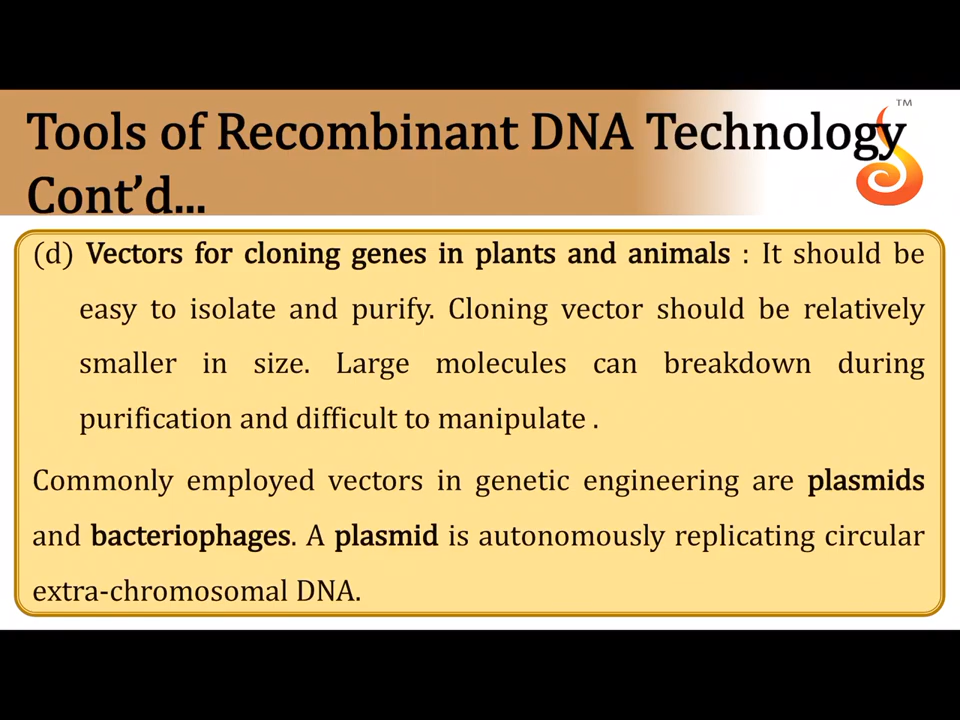 TM
Tools of Recombinant DNA Technology
Cont’d...
(d) Vectors for cloning genes in plants and animals : It should be
easy to isolate and purify. Cloning vector should be relatively
smaller in size. Large molecules can breakdown during
purification and difficult to manipulate .
Commonly employed vectors in genetic engineering are plasmids
and bacteriophages. A plasmid is autonomously replicating circular
extra-chromosomal DNA.